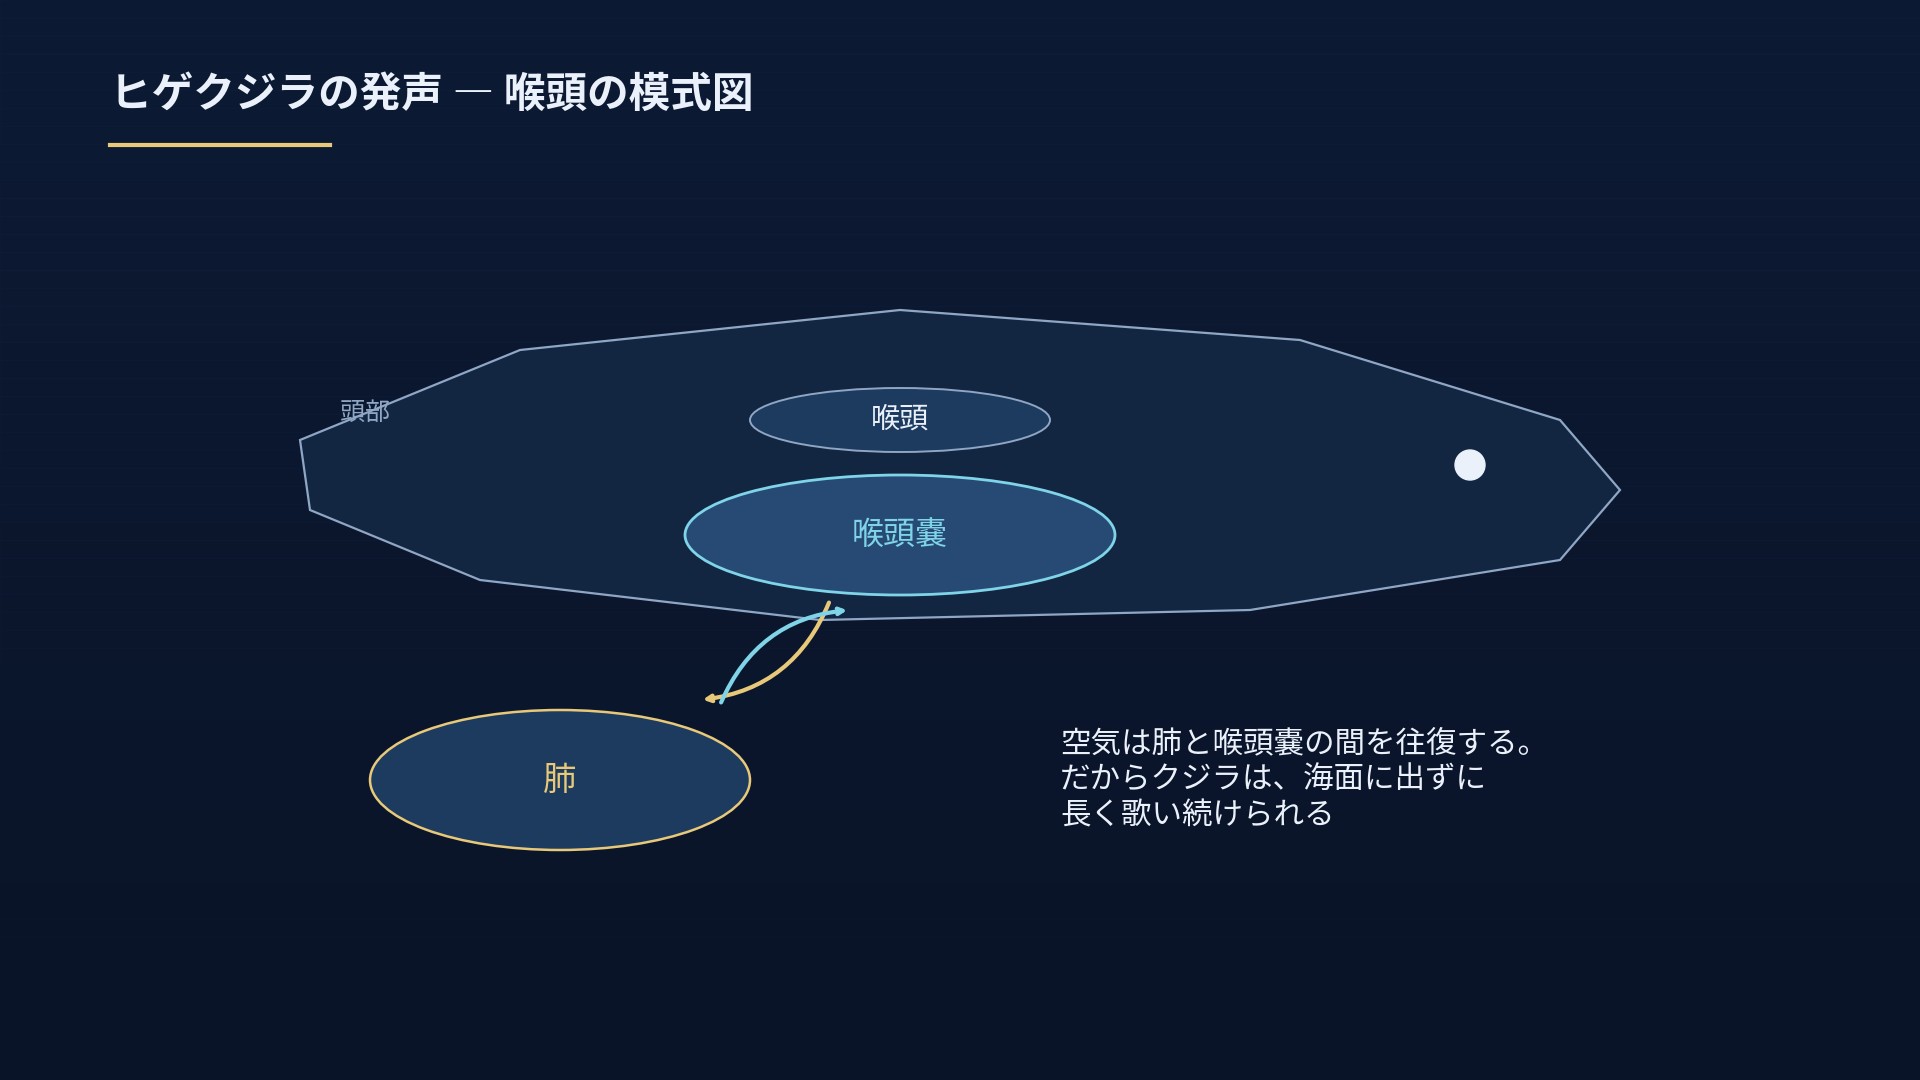 ヒゲクジラの発声 — 喉頭の模式図
頭部
喉頭
喉頭嚢
肺
空気は肺と喉頭嚢の間を往復する。
だからクジラは、海面に出ずに
長く歌い続けられる